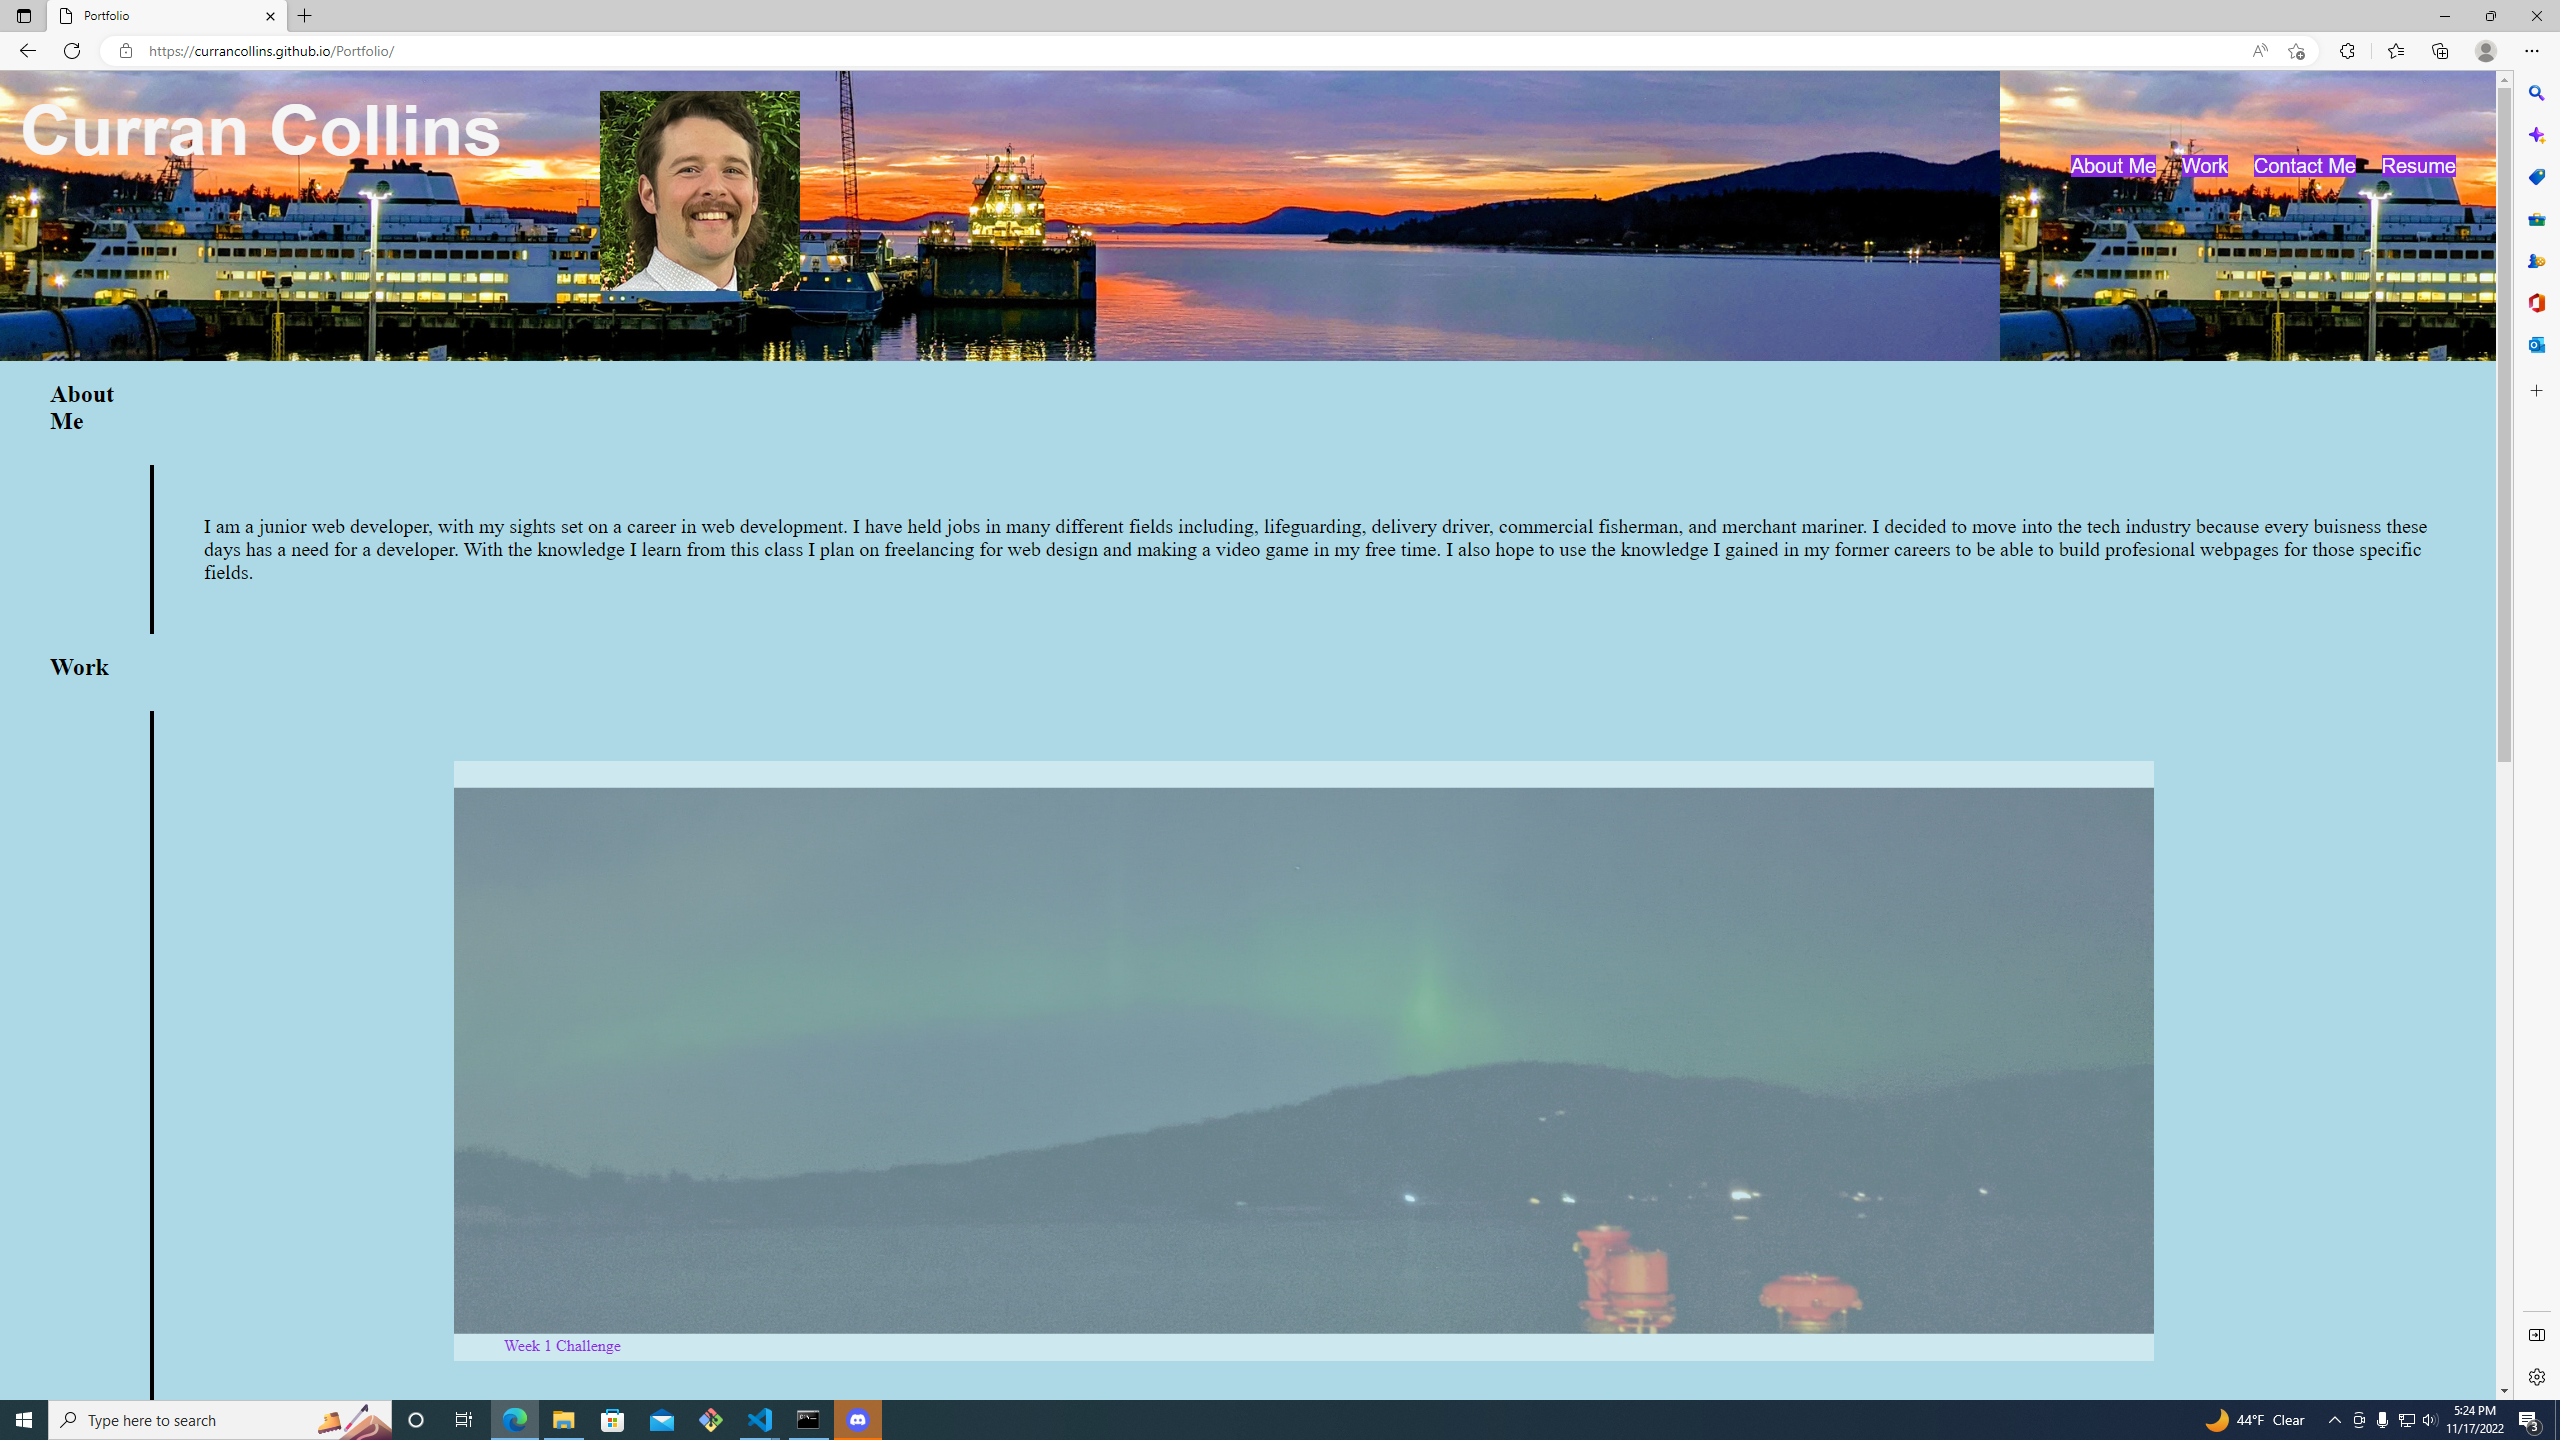 Portfolio
https://currancollins.github.io/Portfolio/
Curran Collins
About Me Work Contact Me Resume
About
Me
I am a junior web developer, with my sights set on a career in web development. I have held jobs in many different fields including, lifeguarding, delivery driver, commercial fisherman, and merchant mariner. I decided to move into the tech industry because every buisness these
days has a need for a developer. With the knowledge I learn from this class I plan on freelancing for web design and making a video game in my free time. I also hope to use the knowledge I gained in my former careers to be able to build profesional webpages for those specific
fields.
Work
Week 1 Challenge
Type here to search
44°F Clear
5:24 PM
11/17/2022
3